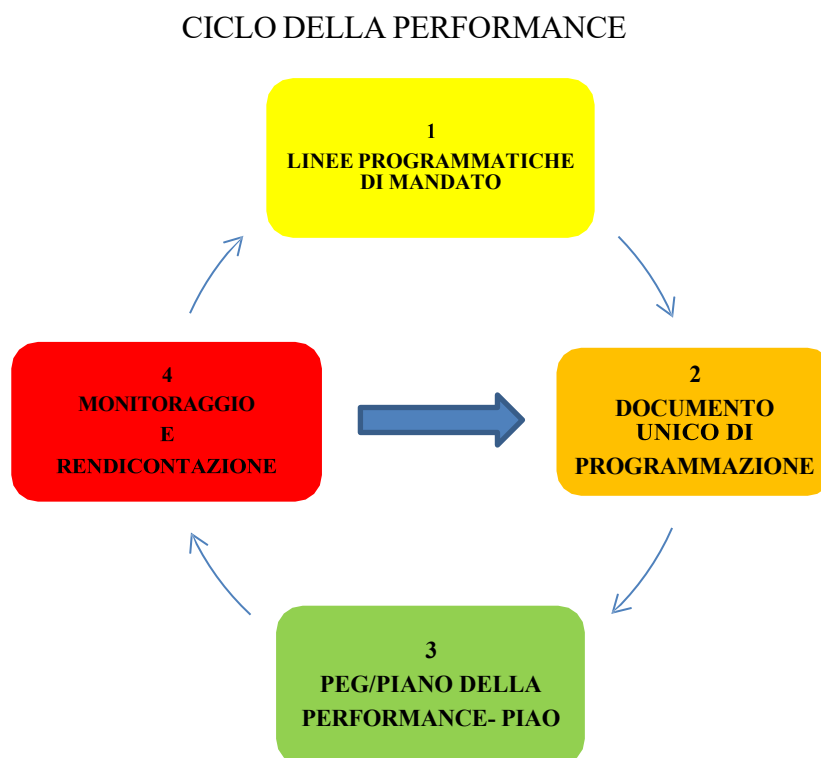 CICLO DELLA PERFORMANCE
1
LINEE PROGRAMMATICHE
DI MANDATO
4
MONITORAGGIO
E
RENDICONTAZIONE
2
DOCUMENTO
UNICO DI
PROGRAMMAZIONE
3
PEG/PIANO DELLA
PERFORMANCE- PIAO